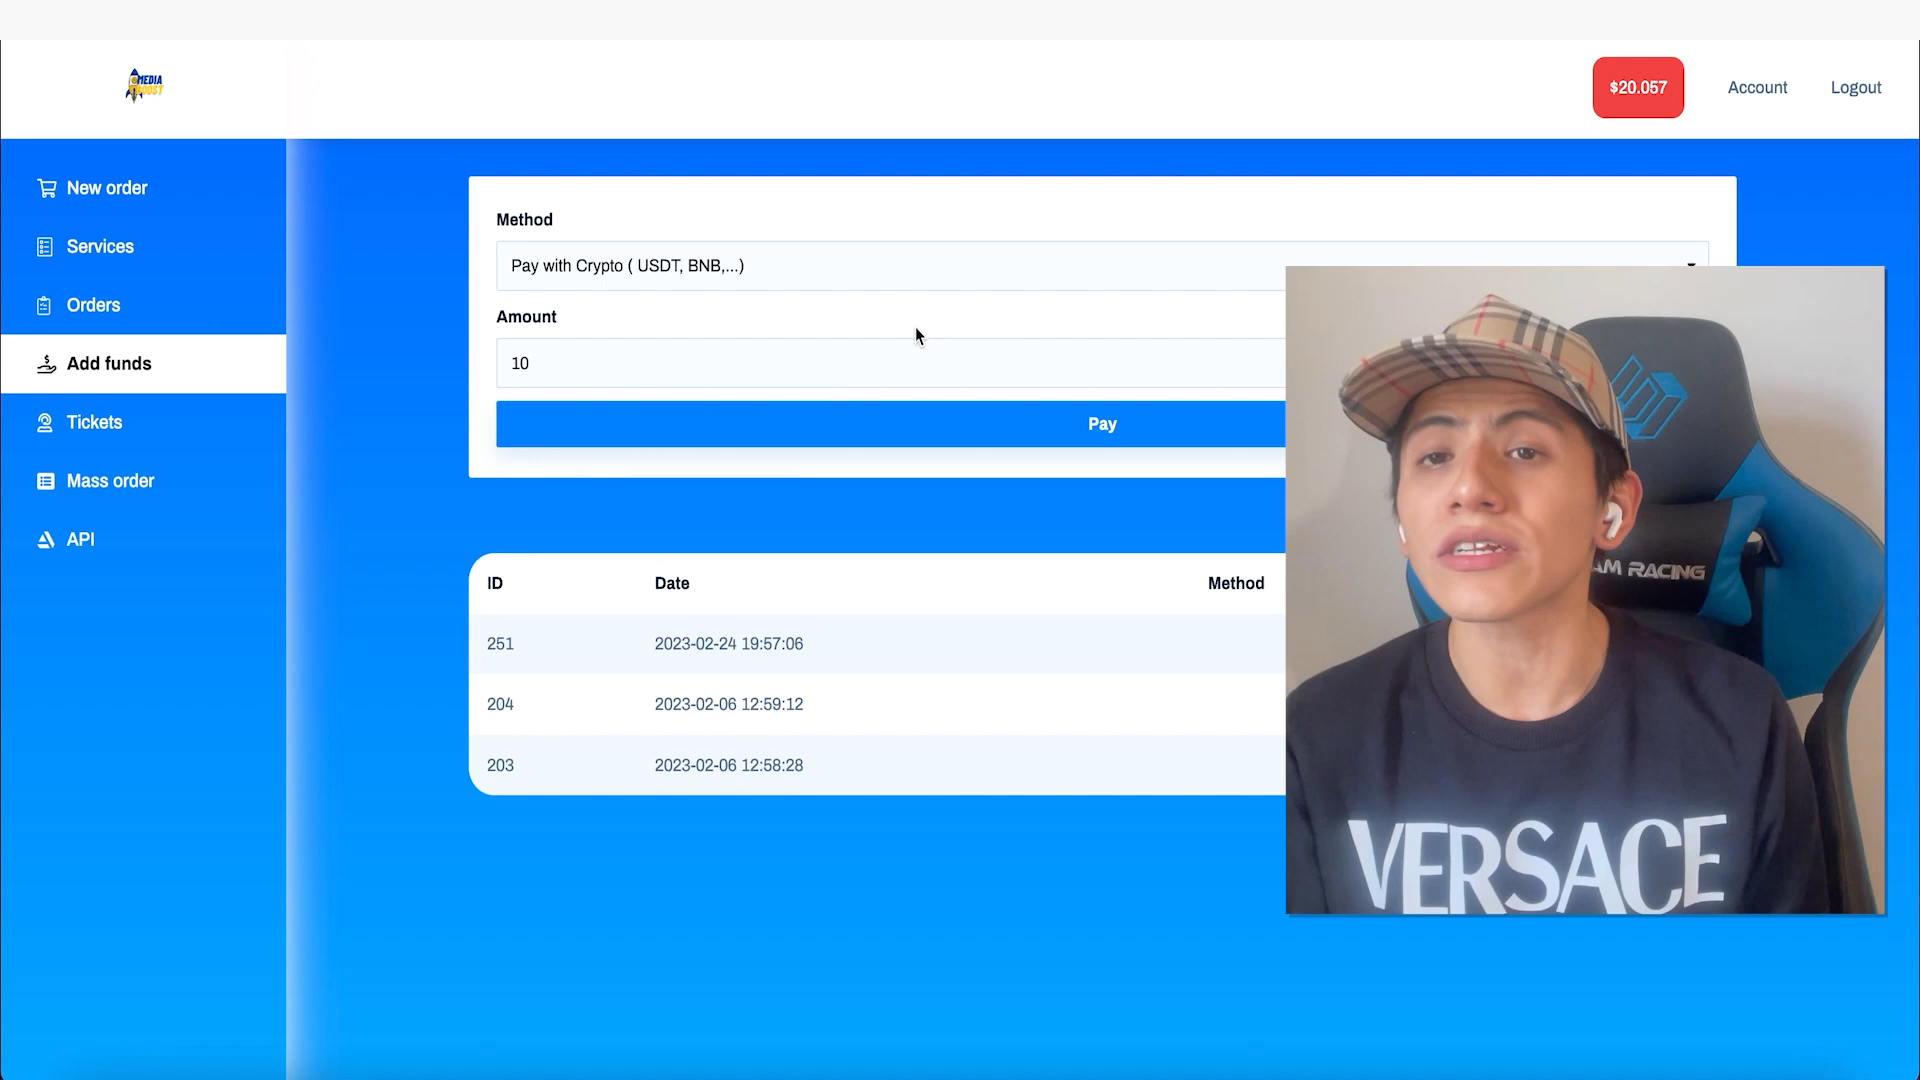 MEDIA
BOOST
$20.057
Account
Logout
New order
Services
Orders
Add funds
Tickets
Mass order
API
Method
Pay with Crypto ( USDT, BNB,...)
Amount
10
Pay
ID Date Method
251 2023-02-24 19:57:06
204 2023-02-06 12:59:12
203 2023-02-06 12:58:28
AM RACING
VERSACE